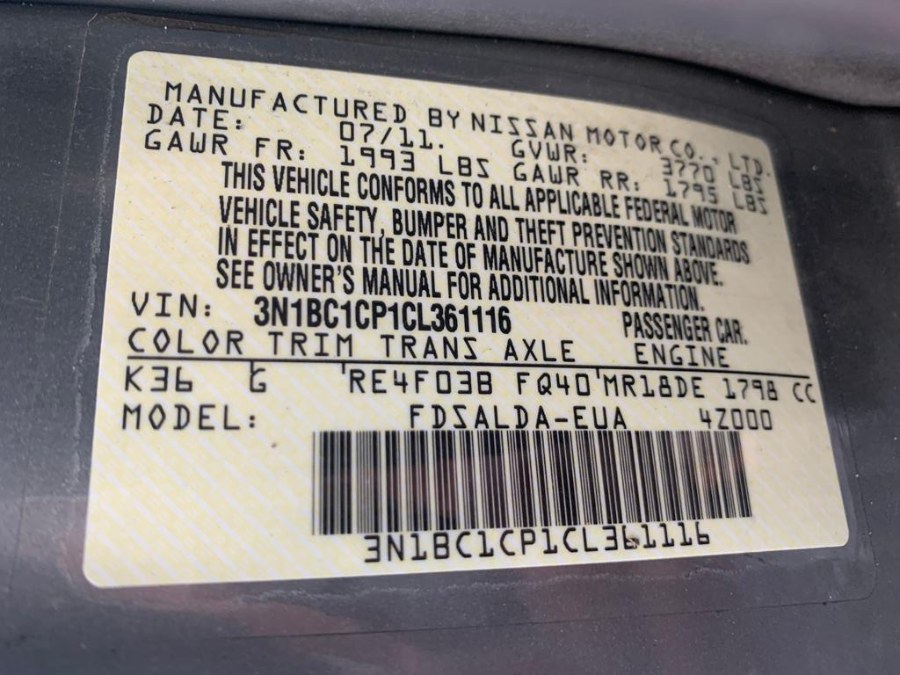 MANUFACTURED BY NISSAN MOTOR CO., LTD.
DATE: 07/11. GVWR: 3770 LBS
GAWR FR: 1993 LBS GAWR RR: 1795 LBS
THIS VEHICLE CONFORMS TO ALL APPLICABLE FEDERAL MOTOR
VEHICLE SAFETY, BUMPER AND THEFT PREVENTION STANDARDS
IN EFFECT ON THE DATE OF MANUFACTURE SHOWN ABOVE.
SEE OWNER'S MANUAL FOR ADDITIONAL INFORMATION.
VIN: 3N1BC1CP1CL361116 PASSENGER CAR.
COLOR TRIM TRANS AXLE ENGINE
K36 G 'RE4F03B FQ40'MR18DE 1798 CC
MODEL: FDSALDA-EUA 4Z000
3N1BC1CP1CL361116